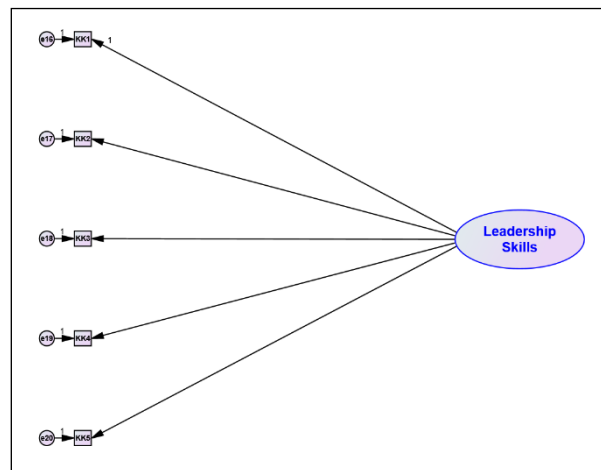 e16 1 KK1 1
e17 1 KK2
e18 1 KK3
Leadership
Skills
e19 1 KK4
e20 1 KK5